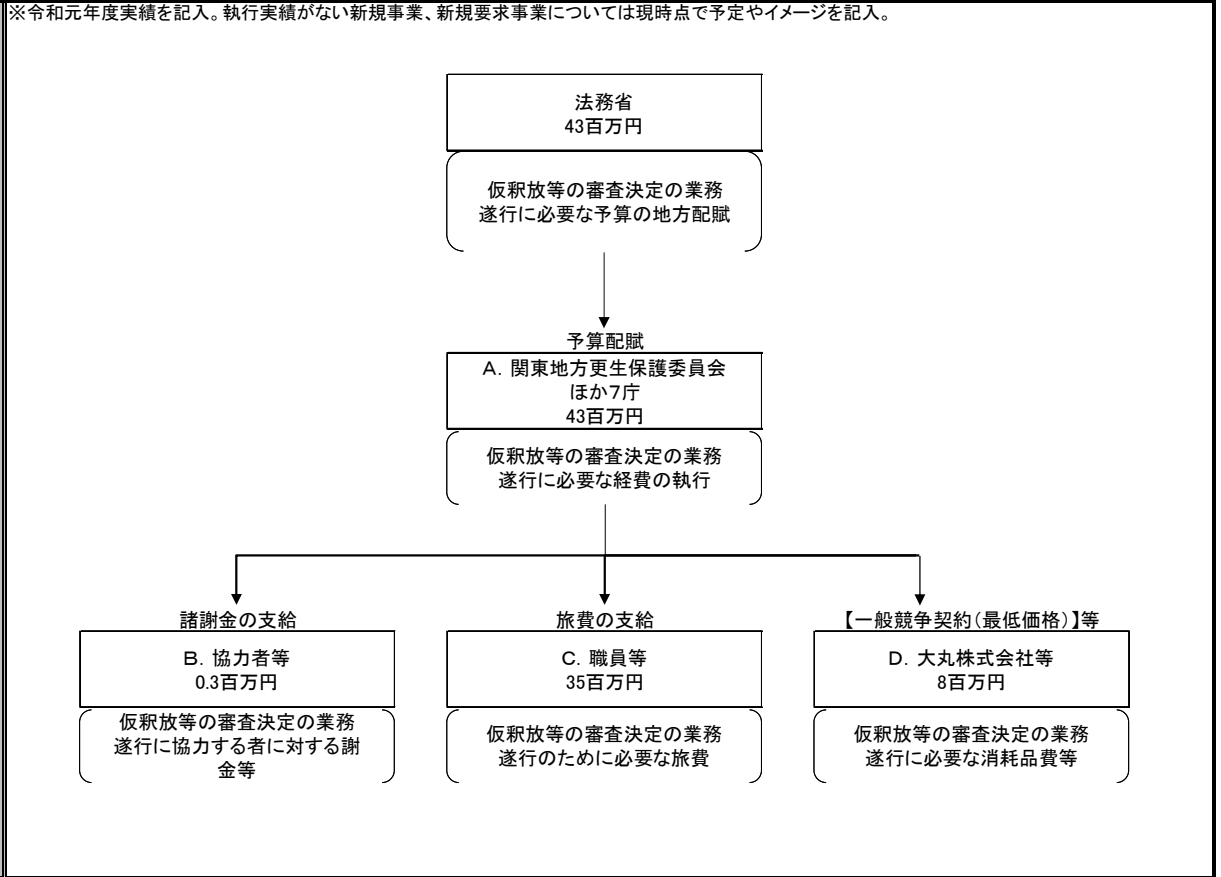 ※令和元年度実績を記入。執行実績がない新規事業、新規要求事業については現時点で予定やイメージを記入。
法務省
43百万円
仮釈放等の審査決定の業務
遂行に必要な予算の地方配賦
予算配賦
A．関東地方更生保護委員会
ほか7庁
43百万円
仮釈放等の審査決定の業務
遂行に必要な経費の執行
諸謝金の支給
B．協力者等
0.3百万円
仮釈放等の審査決定の業務
遂行に協力する者に対する謝
金等
旅費の支給
C．職員等
35百万円
仮釈放等の審査決定の業務
遂行のために必要な旅費
【一般競争契約（最低価格）】等
D．大丸株式会社等
8百万円
仮釈放等の審査決定の業務
遂行に必要な消耗品費等